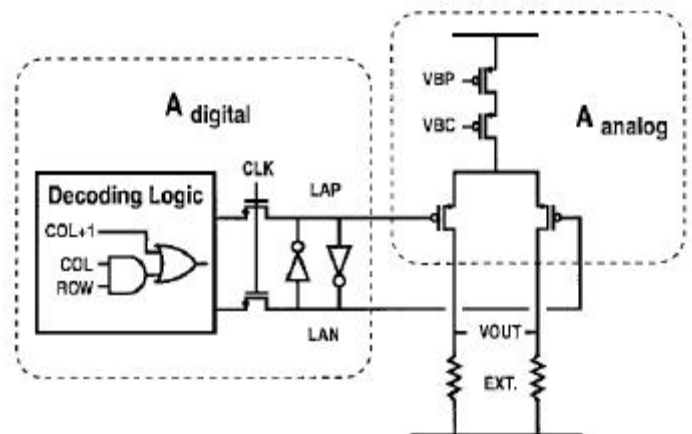 A digital
Decoding Logic
COL+1
COL
ROW
CLK
LAP
LAN
VBP
VBC
A analog
VOUT
EXT.